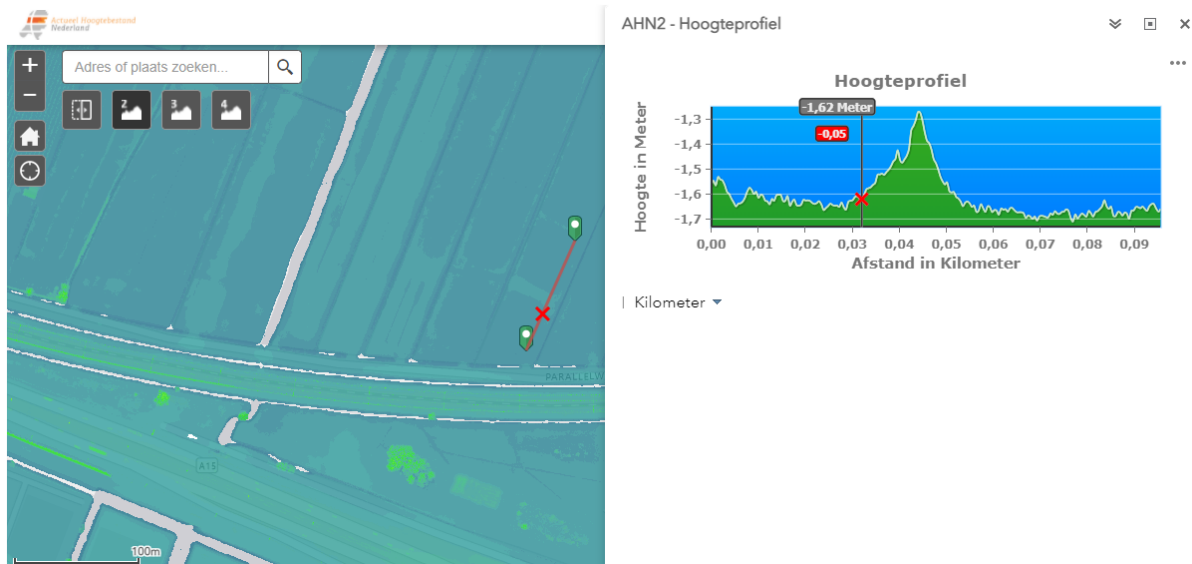 Actueel Hoogtebestand
Nederland
+
Adres of plaats zoeken...
−
2
3
4
PARALLELW
A15
100m
AHN2 - Hoogteprofiel
Hoogteprofiel
Hoogte in Meter
-1,62 Meter
-0,05
-1,3
-1,4
-1,5
-1,6
-1,7
0,00 0,01 0,02 0,03 0,04 0,05 0,06 0,07 0,08 0,09
Afstand in Kilometer
| Kilometer